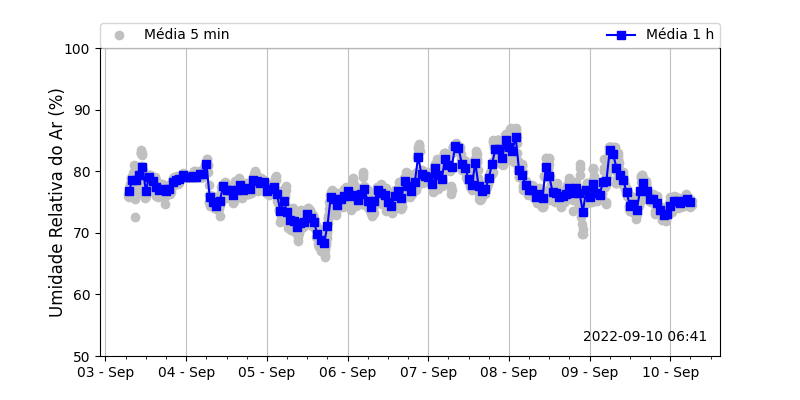 Média 5 min
Média 1 h
Umidade Relativa do Ar (%)
100
90
80
70
60
50
2022-09-10 06:41
03 - Sep
04 - Sep
05 - Sep
06 - Sep
07 - Sep
08 - Sep
09 - Sep
10 - Sep